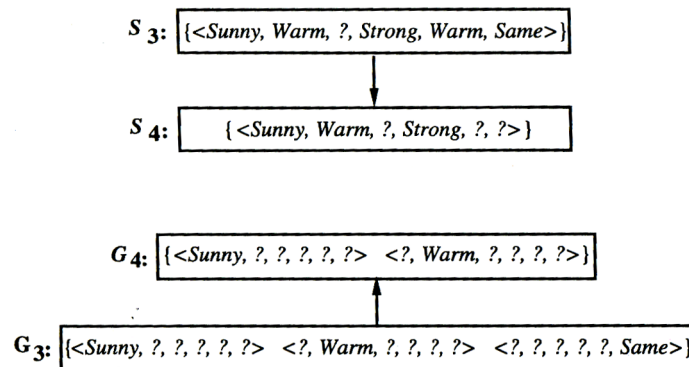 S 3: {<Sunny, Warm, ?, Strong, Warm, Same>}
S 4: {<Sunny, Warm, ?, Strong, ?, ?>}
G 4: {<Sunny, ?, ?, ?, ?, ?> <?, Warm, ?, ?, ?, ?>}
G 3: {<Sunny, ?, ?, ?, ?, ?> <?, Warm, ?, ?, ?, ?> <?, ?, ?, ?, ?, Same>}